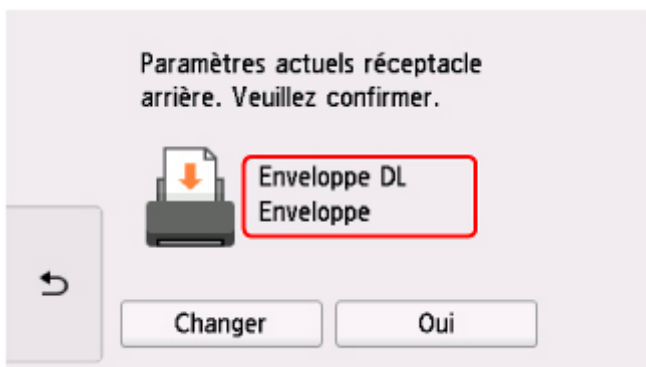 Paramètres actuels réceptacle
arrière. Veuillez confirmer.
Enveloppe DL
Enveloppe
Changer
Oui